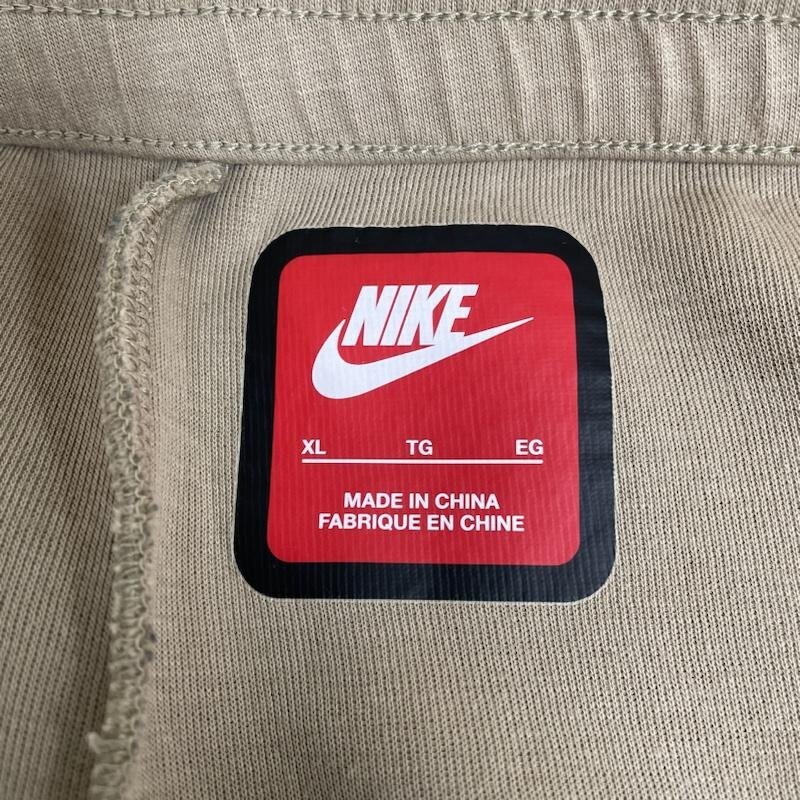 NIKE
XL TG EG
MADE IN CHINA
FABRIQUE EN CHINE